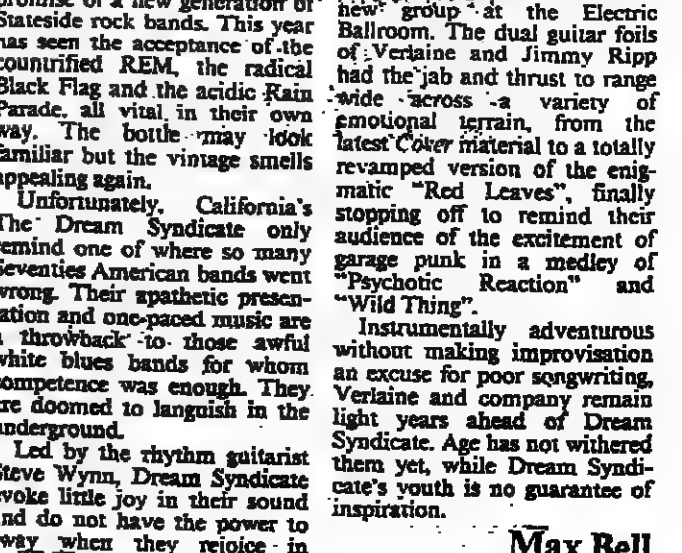 promise of a new generation of
Stateside rock bands. This year
has seen the acceptance of the
countrified REM, the radical
Black Flag and the acidic Rain
Parade, all vital in their own
way. The bottle may look
familiar but the vintage smells
appealing again.
Unfortunately, California's
The Dream Syndicate only
remind one of where so many
Seventies American bands went
wrong. Their apathetic presen-
tation and one-paced music are
a throwback to those awful
white blues bands for whom
competence was enough. They
are doomed to languish in the
underground.
Led by the rhythm guitarist
Steve Wynn, Dream Syndicate
evoke little joy in their sound
and do not have the power to
sway when they rejoice in
new group at the Electric
Ballroom. The dual guitar foils
of Verlaine and Jimmy Ripp
had the jab and thrust to range
wide across a variety of
emotional terrain, from the
latest Cover material to a totally
revamped version of the enig-
matic "Red Leaves", finally
stopping off to remind their
audience of the excitement of
garage punk in a medley of
"Psychotic Reaction" and
"Wild Thing".
Instrumentally adventurous
without making improvisation
an excuse for poor songwriting,
Verlaine and company remain
light years ahead of Dream
Syndicate. Age has not withered
them yet, while Dream Syndi-
cate's youth is no guarantee of
inspiration.
Max Bell